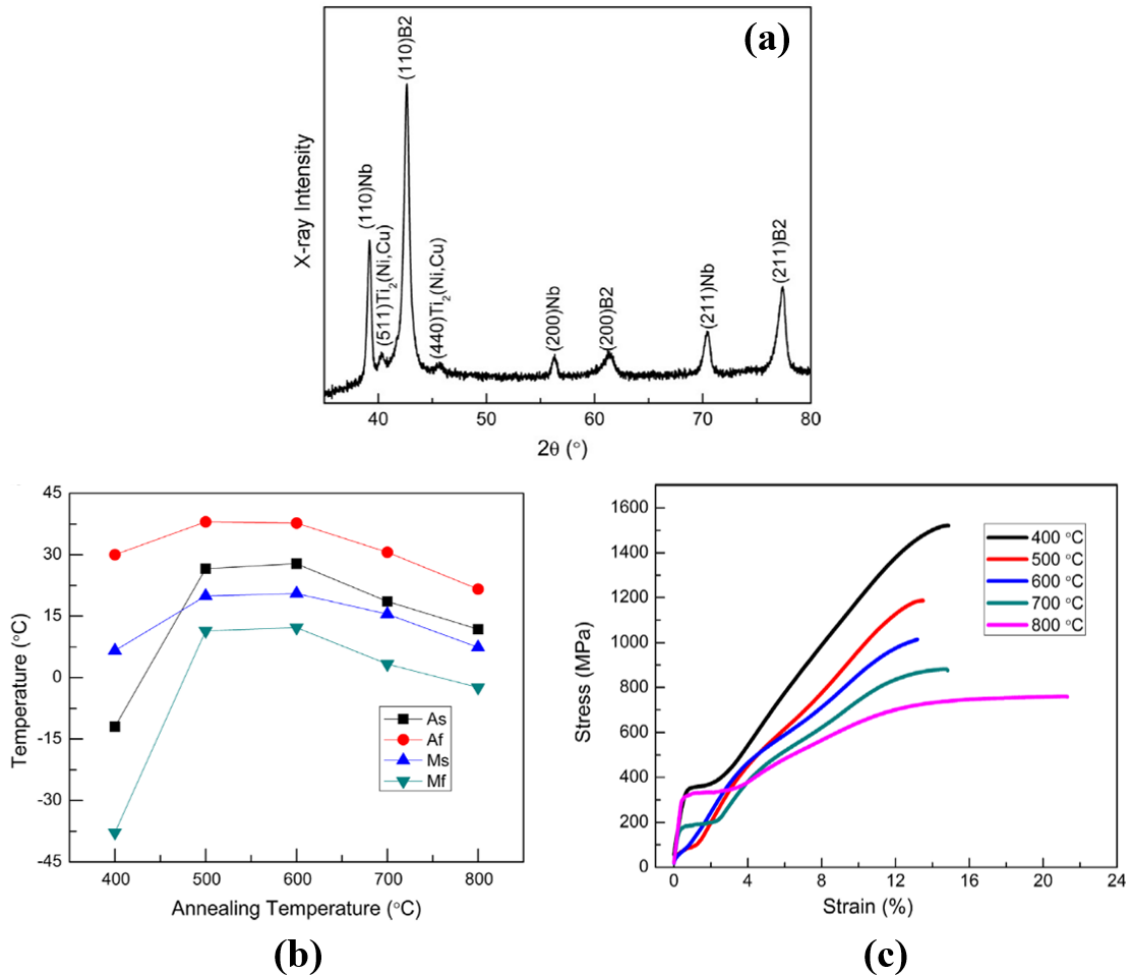 (a)
X-ray Intensity
(110)Nb
(511)Ti2(Ni,Cu)
(110)B2
(440)Ti2(Ni,Cu)
(200)Nb
(200)B2
(211)Nb
(211)B2
40 50 60 70 80
2θ (°)
Temperature (°C)
45
30
15
0
-15
-30
-45
As
Af
Ms
Mf
400 500 600 700 800
Annealing Temperature (°C)
(b)
Stress (MPa)
1600
1400
1200
1000
800
600
400
200
0
400 °C
500 °C
600 °C
700 °C
800 °C
0 4 8 12 16 20 24
Strain (%)
(c)